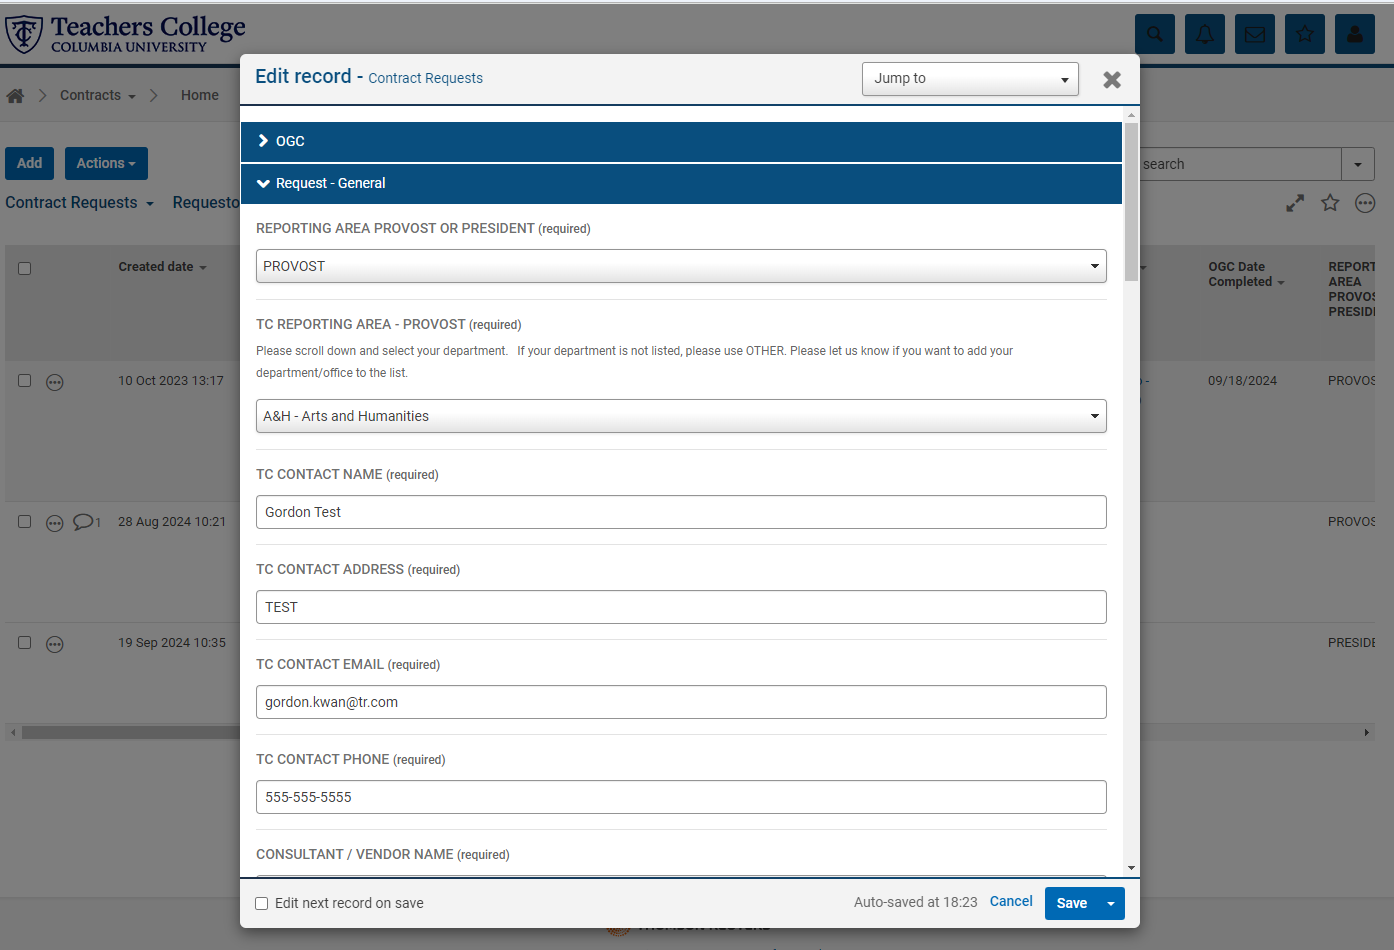 Teachers College
COLUMBIA UNIVERSITY
Edit record - Contract Requests
Jump to
Contracts
Home
OGC
Add
Actions
search
Request - General
Contract Requests
REPORTING AREA PROVOST OR PRESIDENT (required)
PROVOST
Created date
OGC Date
Completed
AREA
TC REPORTING AREA - PROVOST (required)
Please scroll down and select your department. If your department is not listed, please use OTHER. Please let us know if you want to add your
department/office to the list.
10 Oct 2023 13:17
09/18/2024
A&H - Arts and Humanities
TC CONTACT NAME (required)
Gordon Test
1
28 Aug 2024 10:21
TC CONTACT ADDRESS (required)
TEST
19 Sep 2024 10:35
TC CONTACT EMAIL (required)
gordon.kwan@tr.com
TC CONTACT PHONE (required)
555-555-5555
CONSULTANT / VENDOR NAME (required)
Edit next record on save
Auto-saved at 18:23
Cancel
Save